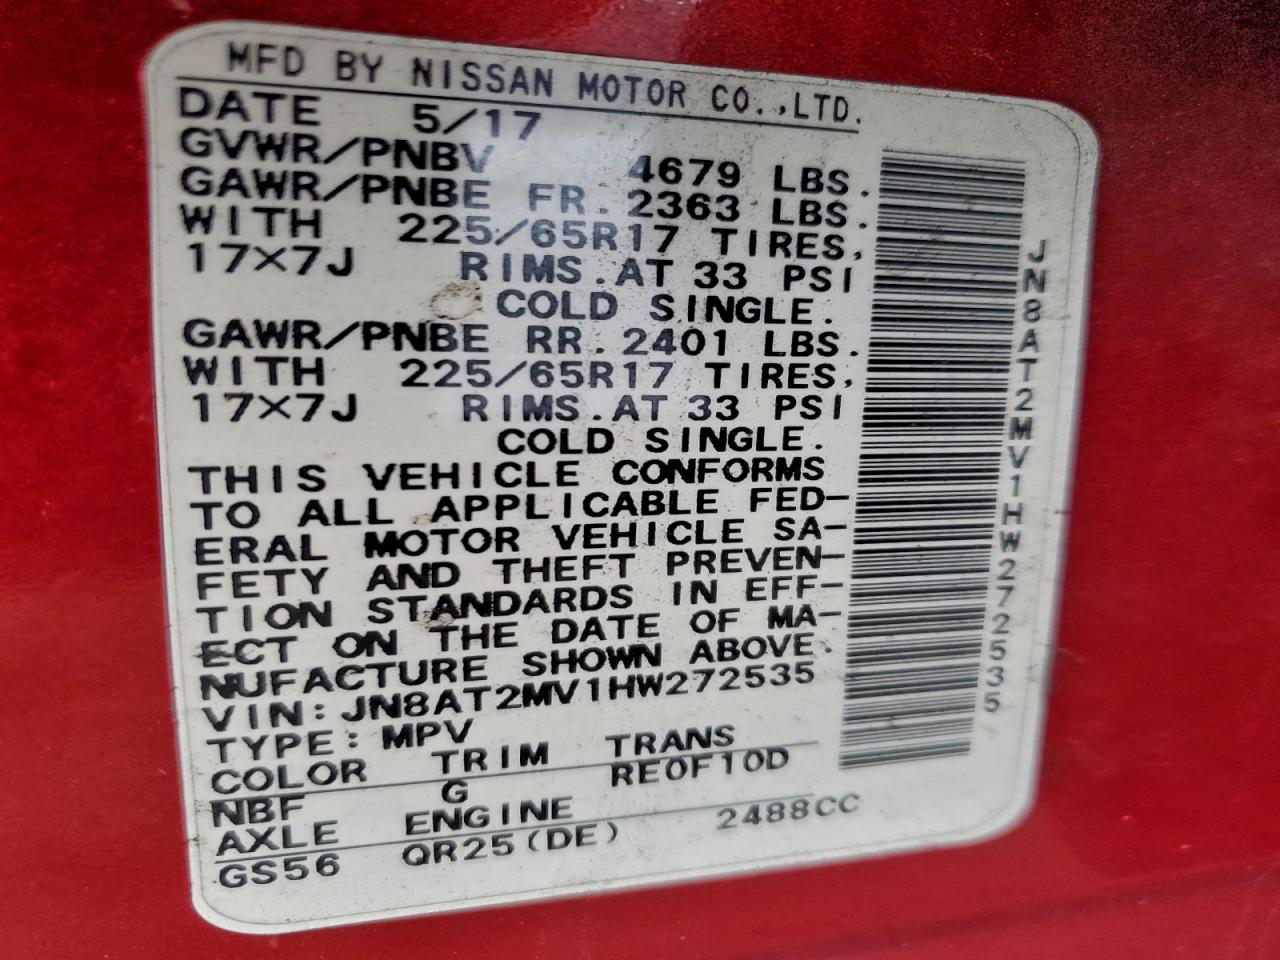 MFD BY NISSAN MOTOR CO.,LTD.
DATE 5/17
GVWR/PNBV 4679 LBS.
GAWR/PNBE FR. 2363 LBS.
WITH 225/65R17 TIRES,
17×7J RIMS.AT 33 PSI
COLD SINGLE.
GAWR/PNBE RR. 2401 LBS.
WITH 225/65R17 TIRES,
17×7J RIMS.AT 33 PSI
COLD SINGLE.
THIS VEHICLE CONFORMS
TO ALL APPLICABLE FED-
ERAL MOTOR VEHICLE SA-
FETY AND THEFT PREVEN-
TION STANDARDS IN EFF-
ECT ON THE DATE OF MA-
NUFACTURE SHOWN ABOVE.
VIN: JN8AT2MV1HW272535
TYPE: MPV
COLOR TRIM TRANS
NBF G RE0F10D
AXLE ENGINE
GS56 QR25(DE) 2488CC
JN8AT2MV1HW272535